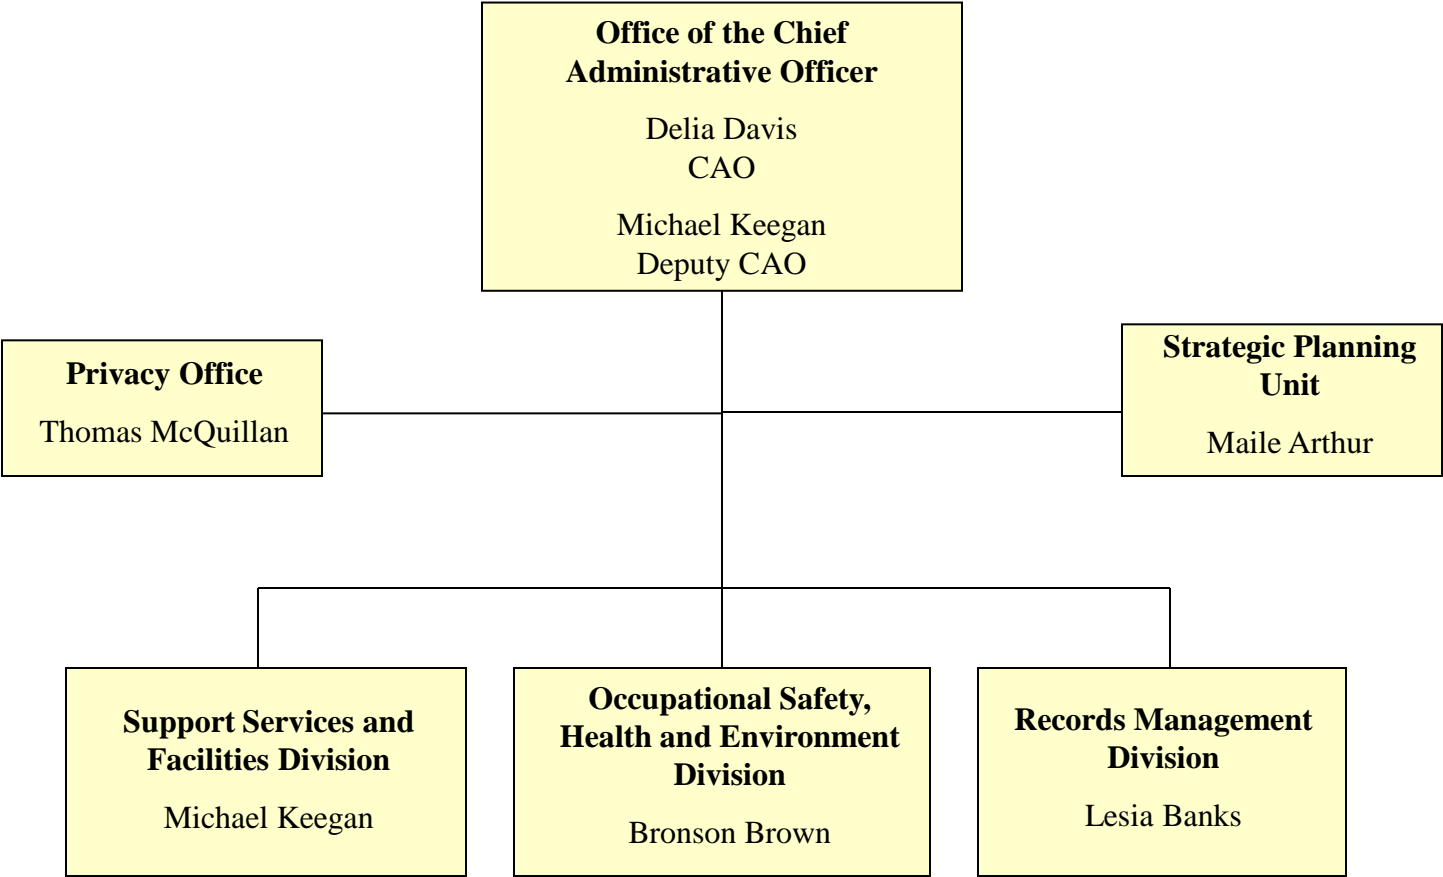 Office of the Chief
Administrative Officer
Delia Davis
CAO
Michael Keegan
Deputy CAO
Privacy Office
Thomas McQuillan
Strategic Planning
Unit
Maile Arthur
Support Services and
Facilities Division
Michael Keegan
Occupational Safety,
Health and Environment
Division
Bronson Brown
Records Management
Division
Lesia Banks